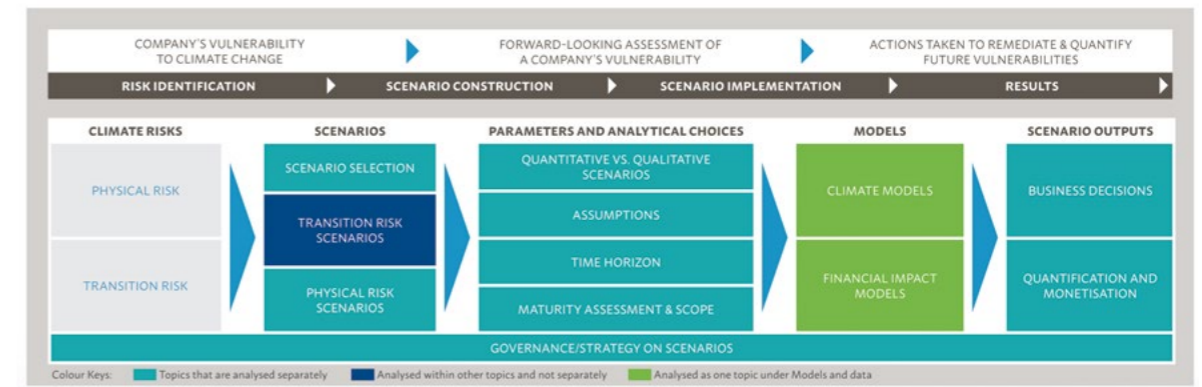 COMPANY'S VULNERABILITY
TO CLIMATE CHANGE
FORWARD-LOOKING ASSESSMENT OF
A COMPANY'S VULNERABILITY
ACTIONS TAKEN TO REMEDIATE & QUANTIFY
FUTURE VULNERABILITIES
RISK IDENTIFICATION
SCENARIO CONSTRUCTION
SCENARIO IMPLEMENTATION
RESULTS
CLIMATE RISKS
PHYSICAL RISK
TRANSITION RISK
SCENARIOS
SCENARIO SELECTION
TRANSITION RISK
SCENARIOS
PHYSICAL RISK
SCENARIOS
PARAMETERS AND ANALYTICAL CHOICES
QUANTITATIVE VS. QUALITATIVE
SCENARIOS
ASSUMPTIONS
TIME HORIZON
MATURITY ASSESSMENT & SCOPE
MODELS
CLIMATE MODELS
FINANCIAL IMPACT
MODELS
SCENARIO OUTPUTS
BUSINESS DECISIONS
QUANTIFICATION AND
MONETISATION
GOVERNANCE/STRATEGY ON SCENARIOS
Colour Keys: Topics that are analysed separately Analysed within other topics and not separately Analysed as one topic under Models and data